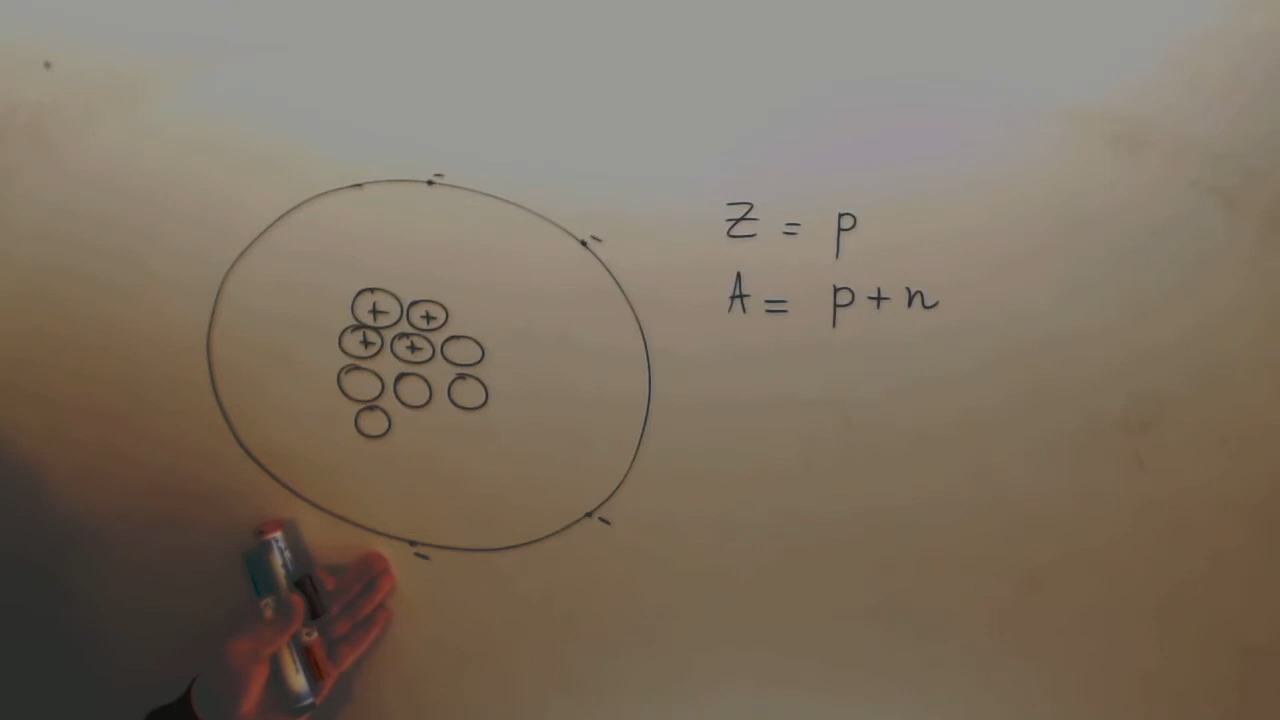 Z = p
A = p + n